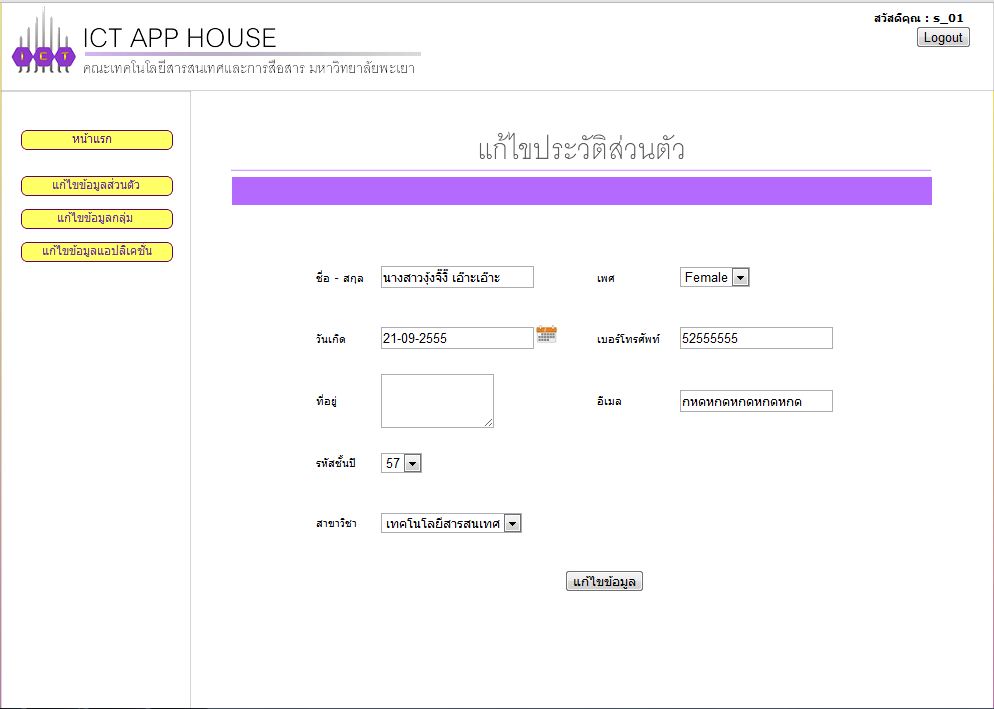 สวัสดีคุณ : s_01
Logout
ICT
ICT APP HOUSE
คณะเทคโนโลยีสารสนเทศและการสื่อสาร มหาวิทยาลัยพะเยา
หน้าแรก
แก้ไขข้อมูลส่วนตัว
แก้ไขข้อมูลกลุ่ม
แก้ไขข้อมูลแอปลิเคชั่น
แก้ไขประวัติส่วนตัว
ชื่อ - สกุล นางสาวงุ้งจิ๊งจิ๊ เอ๊าะเอ๊าะ เพศ Female
วันเกิด 21-09-2555 เบอร์โทรศัพท์ 52555555
ที่อยู่ อีเมล กหดหกดหกดหกดหกด
รหัสชั้นปี 57
สาขาวิชา เทคโนโลยีสารสนเทศ
แก้ไขข้อมูล